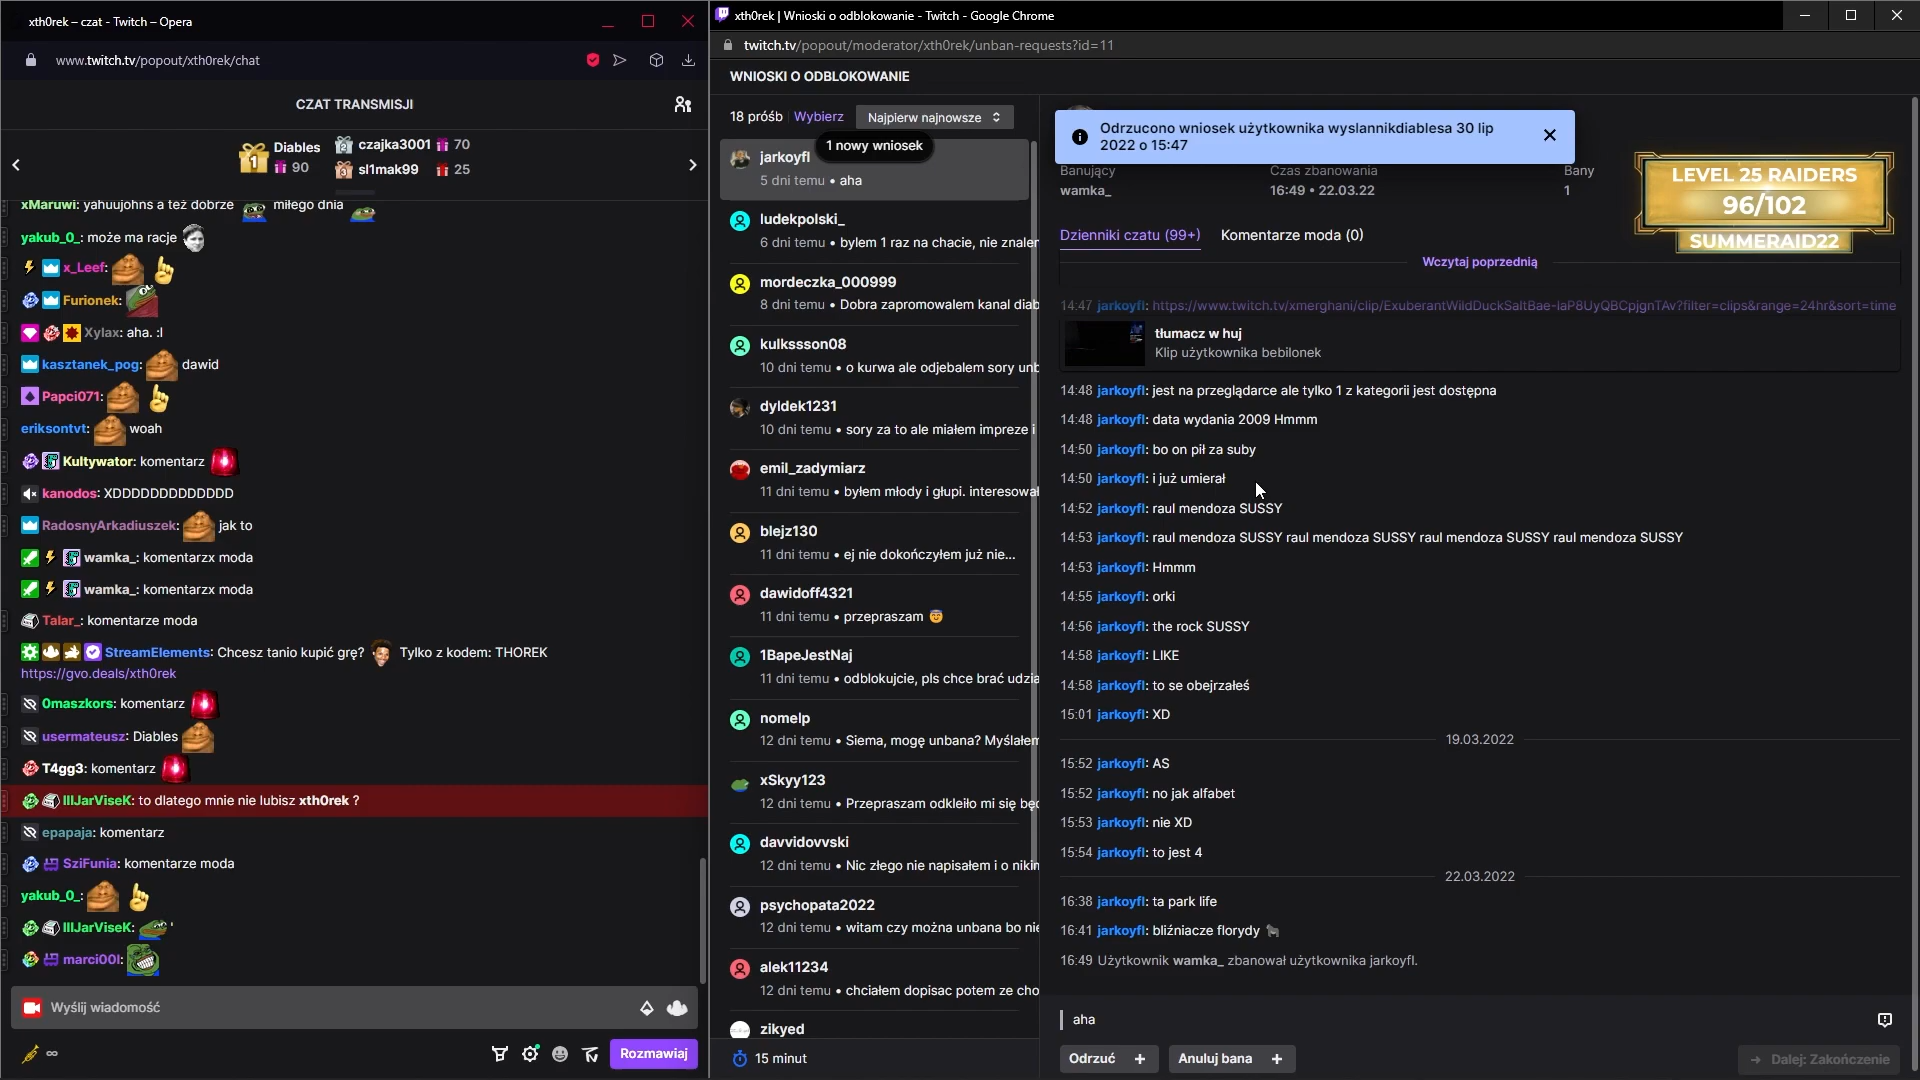 xth0rek – czat - Twitch - Opera
www.twitch.tv/popout/xth0rek/chat
CZAT TRANSMISJI
1
Diables
90
2
czajka3001
70
3
sl1mak99
25
xMaruwi: yahuujohns a też dobrze miłego dnia
yakub_0_: może ma racje
x_Leef:
Furionek:
Xylax: aha. :l
kasztanek_pog: dawid
Papci071:
eriksontvt: woah
Kultywator: komentarz
kanodos: XDDDDDDDDDDDDD
RadosnyArkadiuszek: jak to
wamka_: komentarzx moda
wamka_: komentarzx moda
Talar_: komentarze moda
StreamElements: Chcesz tanio kupić grę? Tylko z kodem: THOREK
https://gvo.deals/xth0rek
0maszkors: komentarz
usermateusz: Diables
T4gg3: komentarz
IIIJarViseK: to dlatego mnie nie lubisz xth0rek ?
epapaja: komentarz
SziFunia: komentarze moda
yakub_0_:
IIIJarViseK: '
marci00l:
Wyślij wiadomość
∞
Rozmawiaj
xth0rek | Wnioski o odblokowanie - Twitch - Google Chrome
twitch.tv/popout/moderator/xth0rek/unban-requests?id=11
WNIOSKI O ODBLOKOWANIE
18 próśb Wybierz Najpierw najnowsze
1 nowy wniosek
jarkoyfl
5 dni temu • aha
ludekpolski_
6 dni temu • bylem 1 raz na chacie, nie znaler
mordeczka_000999
8 dni temu • Dobra zapromowalem kanal diab
kulkssson08
10 dni temu • o kurwa ale odjebalem sory unb
dyldek1231
10 dni temu • sory za to ale miałem impreze i
emil_zadymiarz
11 dni temu • byłem młody i głupi. interesował
blejz130
11 dni temu • ej nie dokończyłem już nie...
dawidoff4321
11 dni temu • przepraszam 😇
1BapeJestNaj
11 dni temu • odblokujcie, pls chce brać udzia
nomelp
12 dni temu • Siema, mogę unbana? Myślałem
xSkyy123
12 dni temu • Przepraszam odkleiło mi się będ
davvidovvski
12 dni temu • Nic złego nie napisałem i o nikin
psychopata2022
12 dni temu • witam czy można unbana bo nie
alek11234
12 dni temu • chciałem dopisac potem ze cho
zikyed
15 minut
Odrzucono wniosek użytkownika wyslannikdiablesa 30 lip
2022 o 15:47
Banujący
wamka_
Czas zbanowania
16:49 • 22.03.22
Bany
1
LEVEL 25 RAIDERS
96/102
SUMMERAID22
Dzienniki czatu (99+) Komentarze moda (0)
Wczytaj poprzednią
14:47 jarkoyfl: https://www.twitch.tv/xmerghani/clip/ExuberantWildDuckSaltBae-IaP8UyQBCpjgnTAv?filter=clips&range=24hr&sort=time
tłumacz w huj
Klip użytkownika bebilonek
14:48 jarkoyfl: jest na przeglądarce ale tylko 1 z kategorii jest dostępna
14:48 jarkoyfl: data wydania 2009 Hmmm
14:50 jarkoyfl: bo on pił za suby
14:50 jarkoyfl: i już umierał
14:52 jarkoyfl: raul mendoza SUSSY
14:53 jarkoyfl: raul mendoza SUSSY raul mendoza SUSSY raul mendoza SUSSY raul mendoza SUSSY
14:53 jarkoyfl: Hmmm
14:55 jarkoyfl: orki
14:56 jarkoyfl: the rock SUSSY
14:58 jarkoyfl: LIKE
14:58 jarkoyfl: to se obejrzałeś
15:01 jarkoyfl: XD
19.03.2022
15:52 jarkoyfl: AS
15:52 jarkoyfl: no jak alfabet
15:53 jarkoyfl: nie XD
15:54 jarkoyfl: to jest 4
22.03.2022
16:38 jarkoyfl: ta park life
16:41 jarkoyfl: bliźniacze florydy 🦍
16:49 Użytkownik wamka_ zbanował użytkownika jarkoyfl.
aha
Odrzuć + Anuluj bana +
→ Dalej: Zakończenie